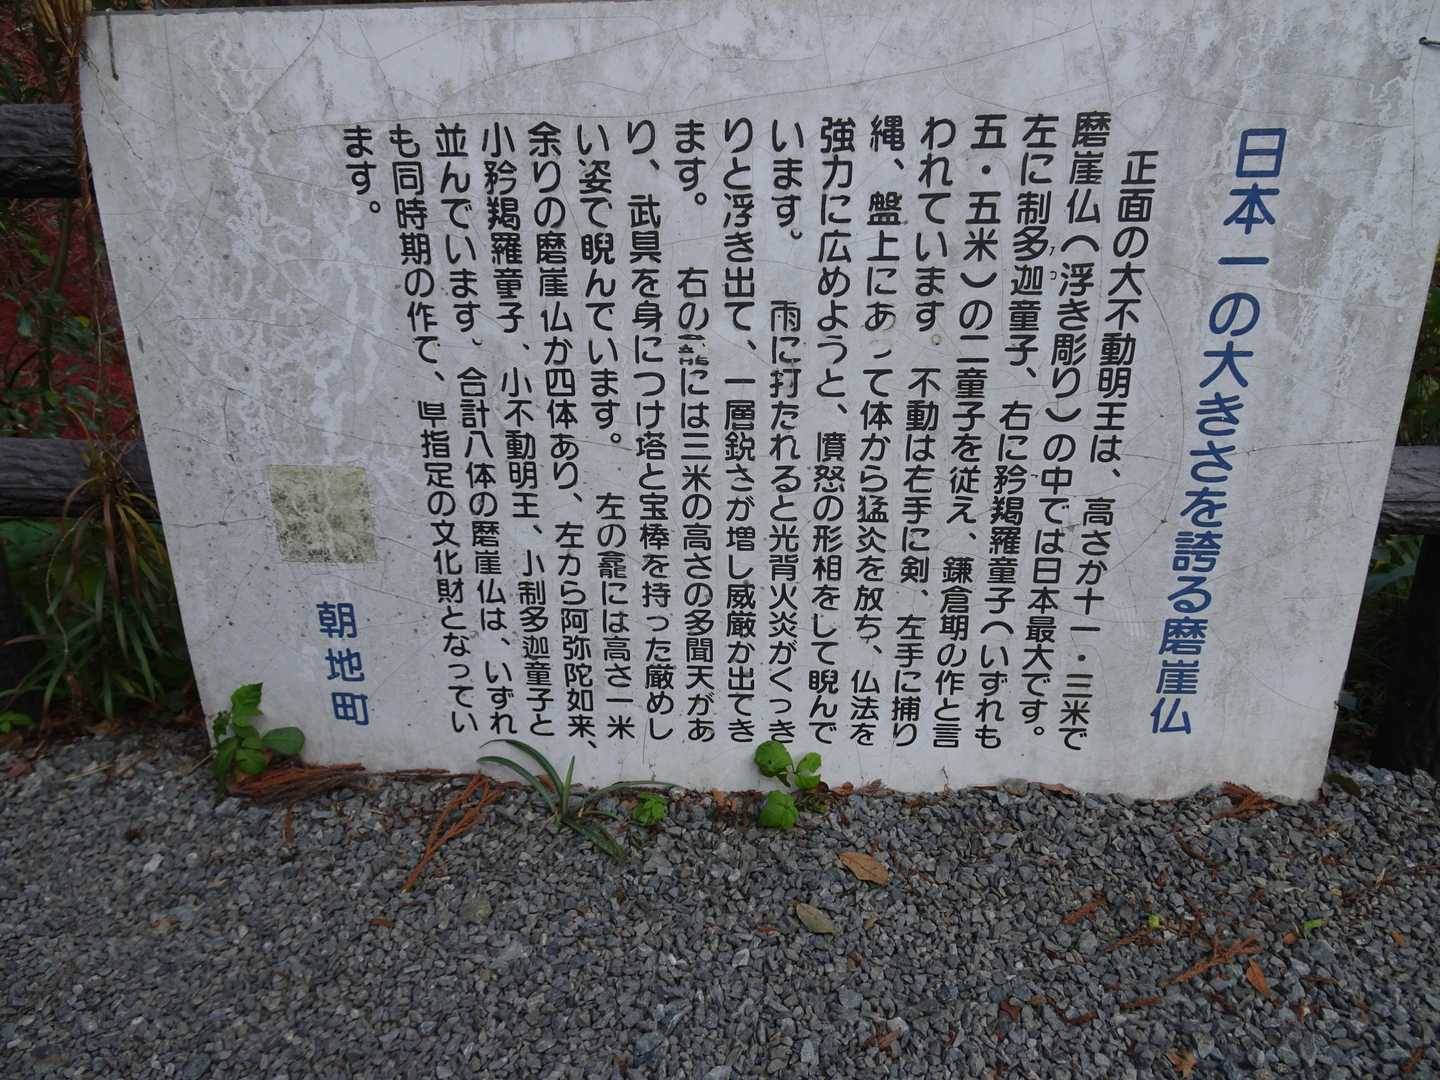 日本一の大きさを誇る磨崖仏
正面の大不動明王は、高さが十一・三米で
磨崖仏(浮き彫り)の中では日本最大です。
左に制多迦童子、右に矜羯羅童子(いずれも
五・五米)の二童子を従え、鎌倉期の作と言
われています。不動は右手に剣、左手に捕り
縄、盤上にあって体から猛炎を放ち、仏法を
強力に広めようと、憤怒の形相をして睨んで
います。 雨に打たれると光背火炎がくっき
りと浮き出て、一層鋭さが増し威厳が出てき
ます。 右の龕には三米の高さの多聞天があ
り、武具を身につけ塔と宝棒を持った厳めし
い姿で睨んでいます。 左の龕には高さ一米
余りの磨崖仏が四体あり、左から阿弥陀如来、
小矜羯羅童子、小不動明王、小制多迦童子と
並んでいます。合計八体の磨崖仏は、いずれ
も同時期の作で、県指定の文化財となってい
ます。
朝地町